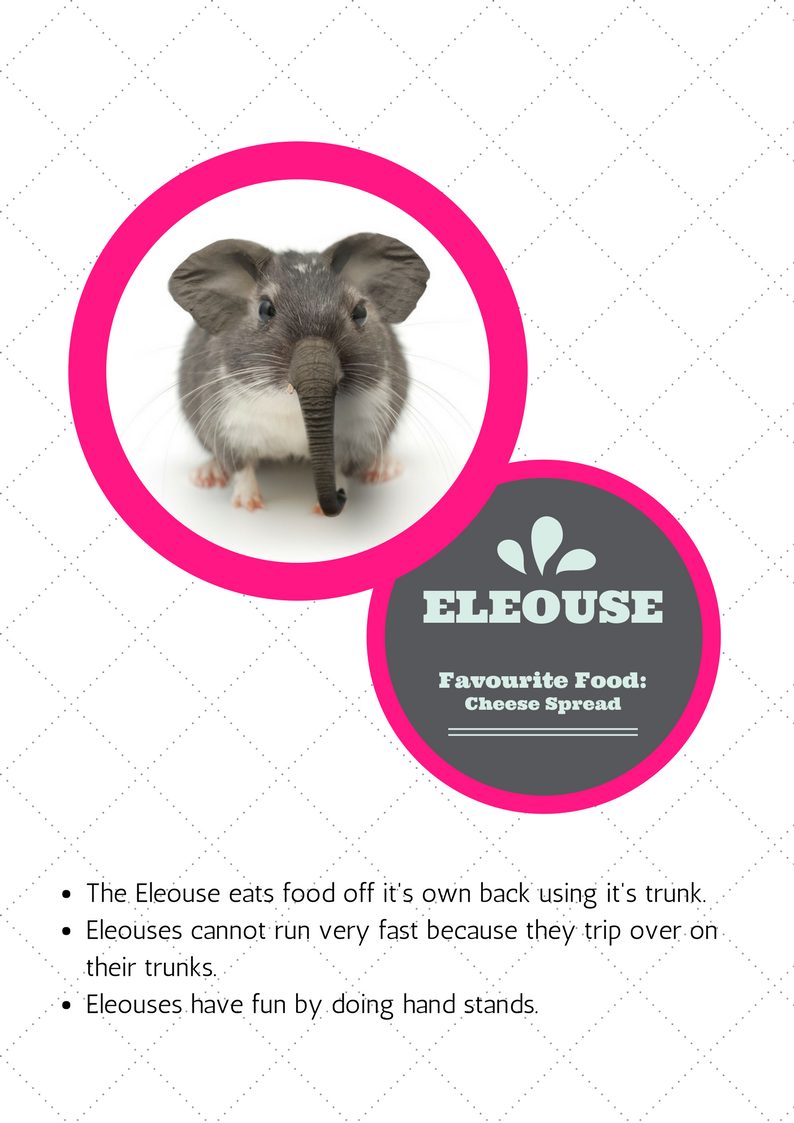 ELEOUSE
Favourite Food:
Cheese Spread
• The Eleouse eats food off it's own back using it's trunk.
• Eleouses cannot run very fast because they trip over on
their trunks.
• Eleouses have fun by doing hand stands.